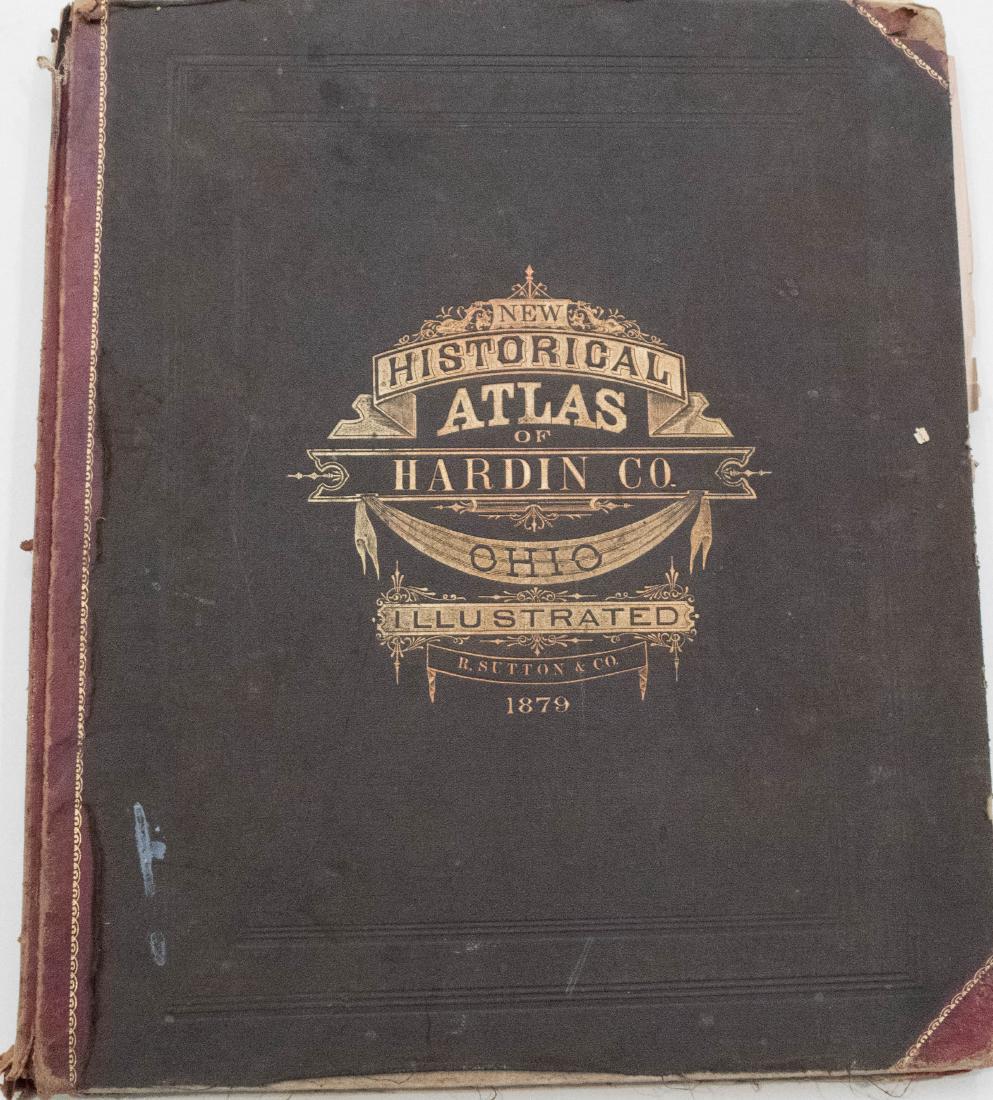 NEW
HISTORICAL
ATLAS
OF
HARDIN CO.
OHIO
ILLUSTRATED
R. SUTTON & CO.
1879